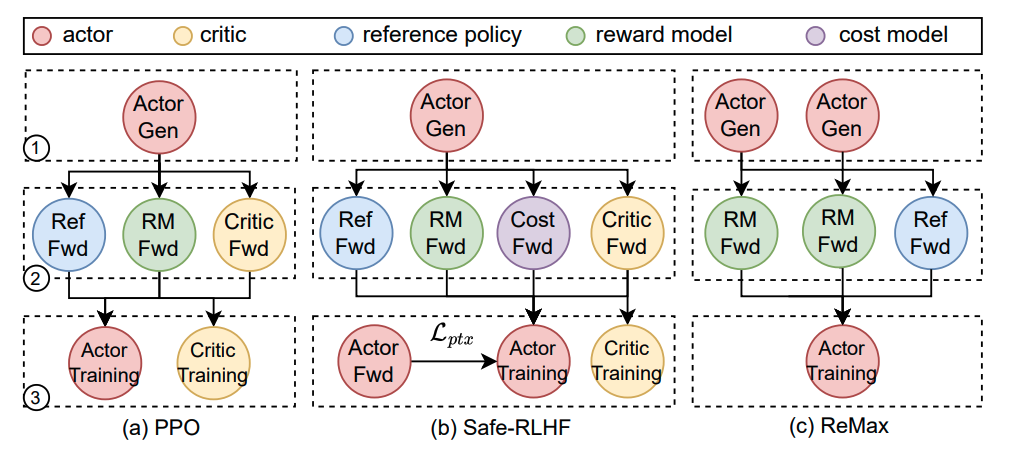 actor critic reference policy reward model cost model
1
Actor
Gen
Actor
Gen
Actor
Gen
Actor
Gen
2
Ref
Fwd
RM
Fwd
Critic
Fwd
Ref
Fwd
RM
Fwd
Cost
Fwd
Critic
Fwd
RM
Fwd
RM
Fwd
Ref
Fwd
3
Actor
Training
Critic
Training
Actor
Fwd
ℒptx
Actor
Training
Critic
Training
Actor
Training
(a) PPO
(b) Safe-RLHF
(c) ReMax